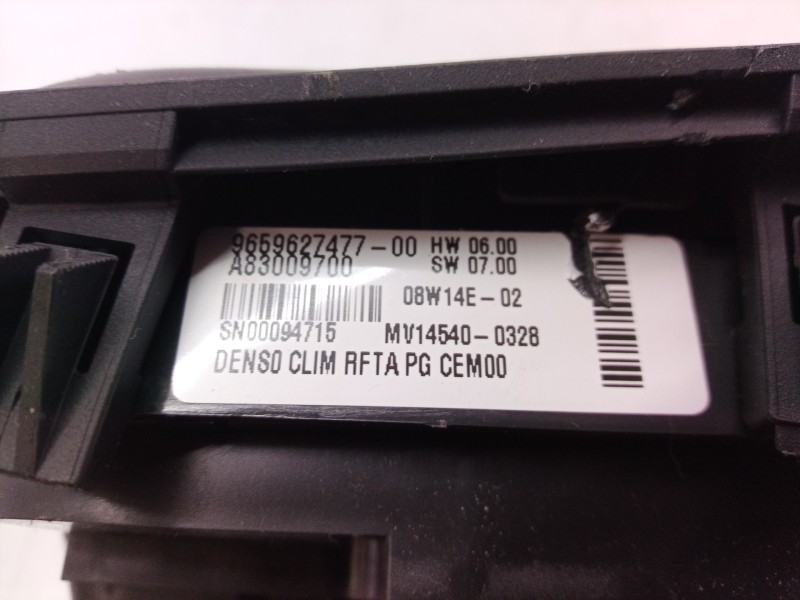 9659627477-00 HW 06.00
A83009700 SW 07.00
08W14E-02
SN00094715 MV14540-0328
DENSO CLIM RFTA PG CEM00